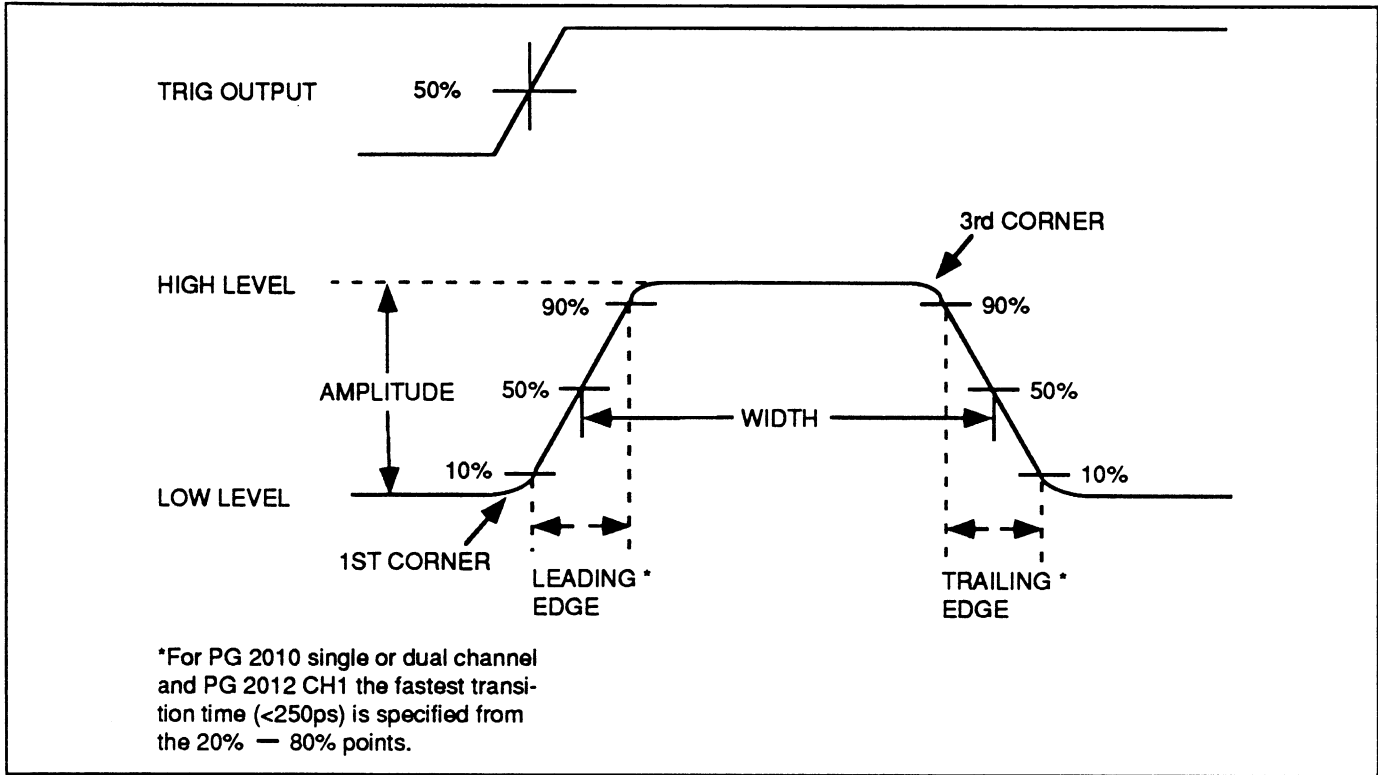 TRIG OUTPUT 50%
3rd CORNER
HIGH LEVEL
90% 90%
AMPLITUDE 50% WIDTH 50%
10% 10%
LOW LEVEL
1ST CORNER
LEADING *
EDGE
TRAILING *
EDGE
*For PG 2010 single or dual channel
and PG 2012 CH1 the fastest transi-
tion time (<250ps) is specified from
the 20% — 80% points.